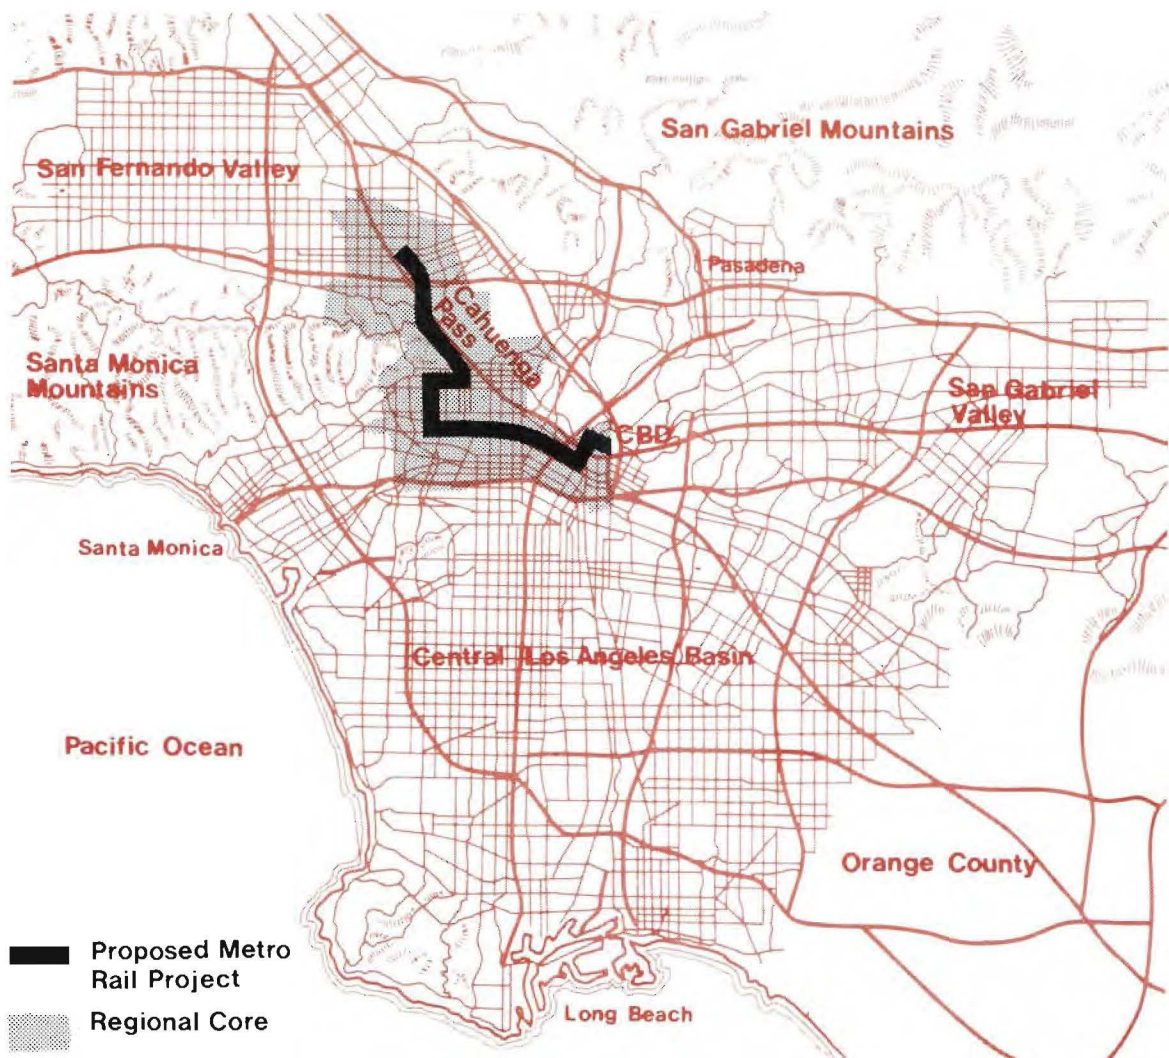 San Gabriel Mountains
San Fernando Valley
Pasadena
Cahuenga
Pass
Santa Monica
Mountains
San Gabriel
Valley
CBD
Santa Monica
Central Los Angeles Basin
Pacific Ocean
Orange County
Proposed Metro
Rail Project
Regional Core
Long Beach